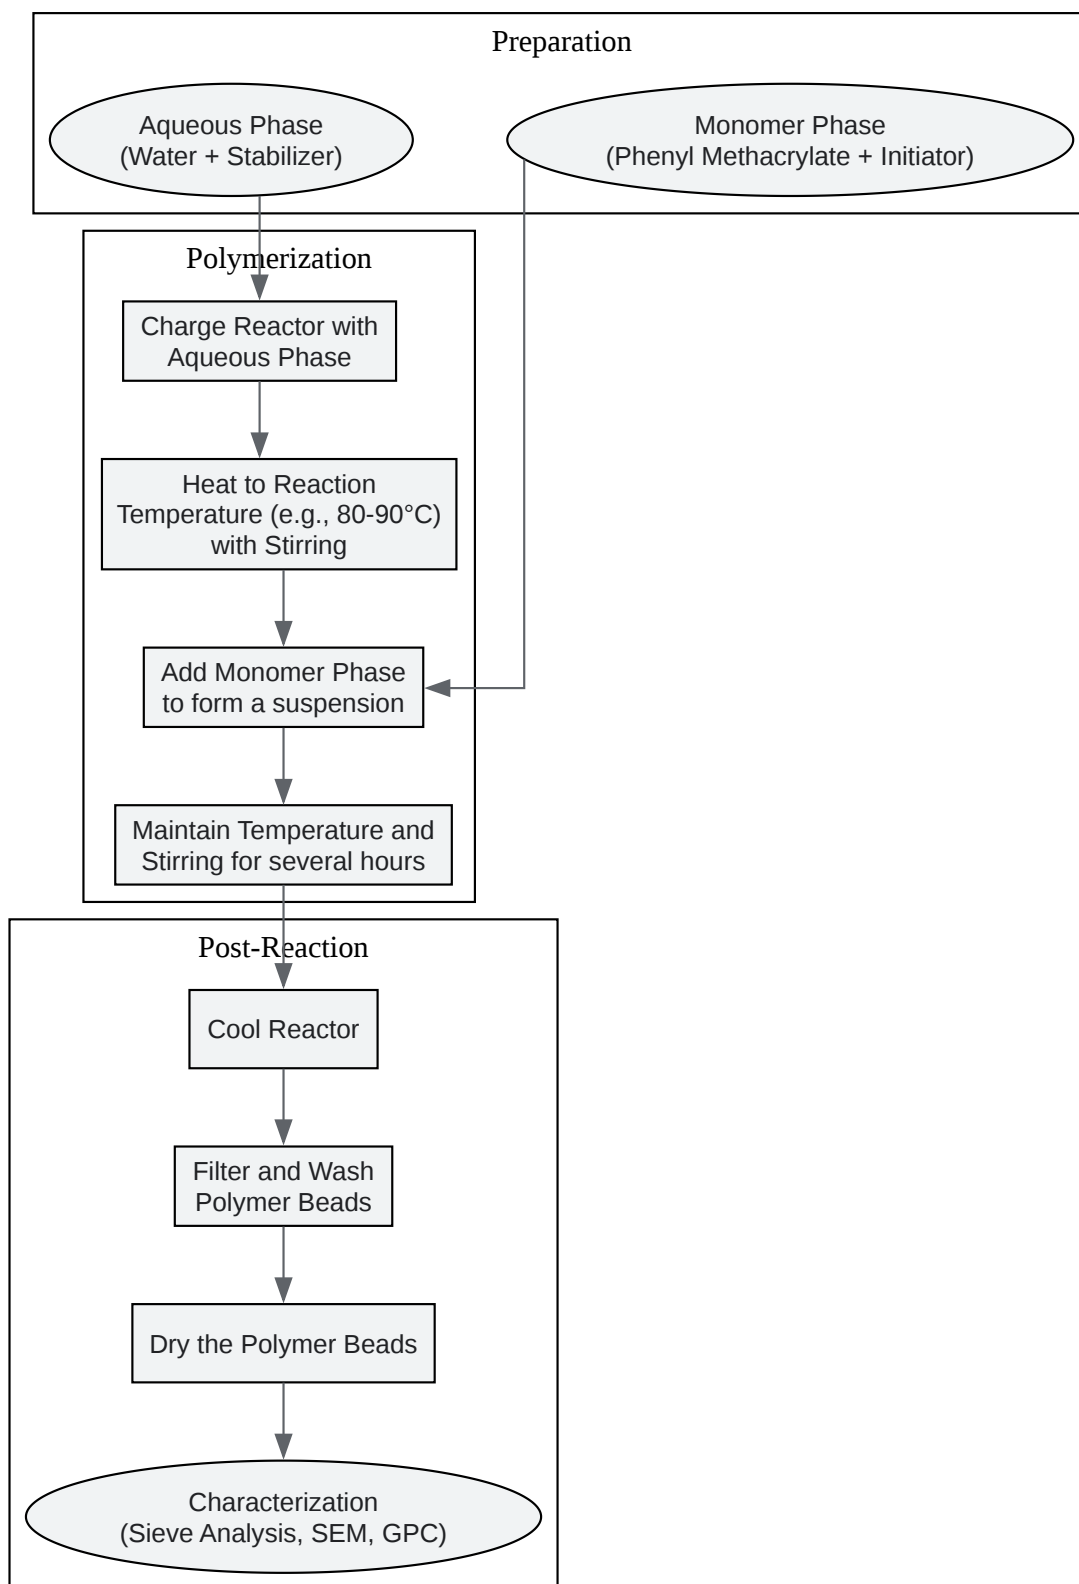 Preparation
Aqueous Phase
(Water + Stabilizer)
Monomer Phase
(Phenyl Methacrylate + Initiator)
Polymerization
Charge Reactor with
Aqueous Phase
Heat to Reaction
Temperature (e.g., 80-90°C)
with Stirring
Add Monomer Phase
to form a suspension
Maintain Temperature and
Stirring for several hours
Post-Reaction
Cool Reactor
Filter and Wash
Polymer Beads
Dry the Polymer Beads
Characterization
(Sieve Analysis, SEM, GPC)